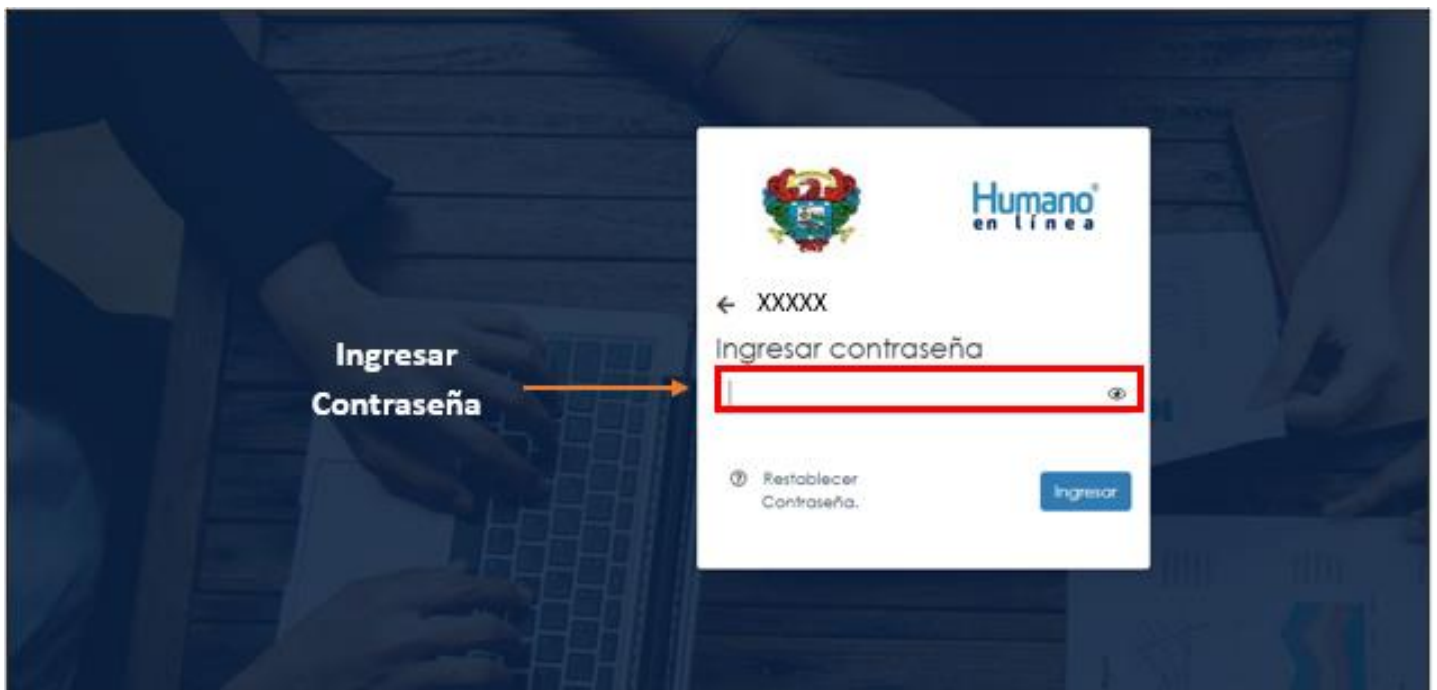 Humano®
en línea
← XXXXX
Ingresar contraseña
Ingresar
Contraseña
Restablecer
Contraseña.
Ingresar